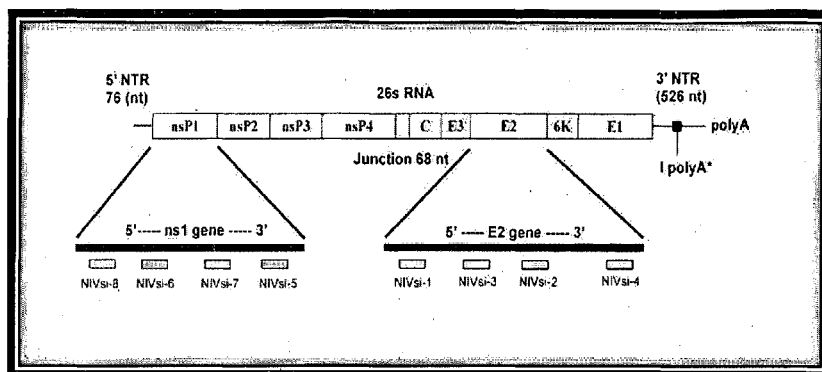 5' NTR
76 (nt)
26s RNA
3' NTR
(526 nt)
nsP1 nsP2 nsP3 nsP4 C E3 E2 6K E1 polyA
Junction 68 nt
I polyA*
5'----- ns1 gene ----- 3'
5' ---- E2 gene ---- 3'
NIVsi-8 NIVsi-6 NIVsi-7 NIVsi-5 NIVsi-1 NIVsi-3 NIVsi-2 NIVsi-4